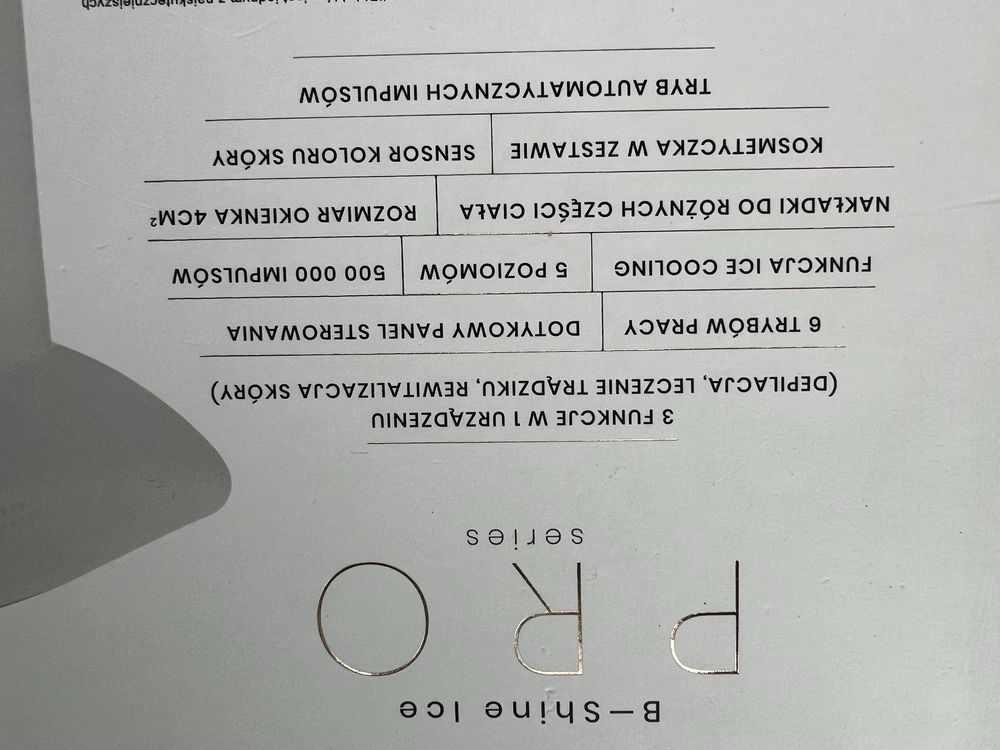 B—Shine Ice
PRO
series
3 FUNKCJE W 1 URZĄDZENIU
(DEPILACJA, LECZENIE TRĄDZIKU, REWITALIZACJA SKÓRY)
6 TRYBÓW PRACY DOTYKOWY PANEL STEROWANIA
FUNKCJA ICE COOLING 5 POZIOMÓW 500 000 IMPULSÓW
NAKŁADKI DO RÓŻNYCH CZĘŚCI CIAŁA ROZMIAR OKIENKA 4CM²
KOSMETYCZKA W ZESTAWIE SENSOR KOLORU SKÓRY
TRYB AUTOMATYCZNYCH IMPULSÓW
z najskuteczniejszych